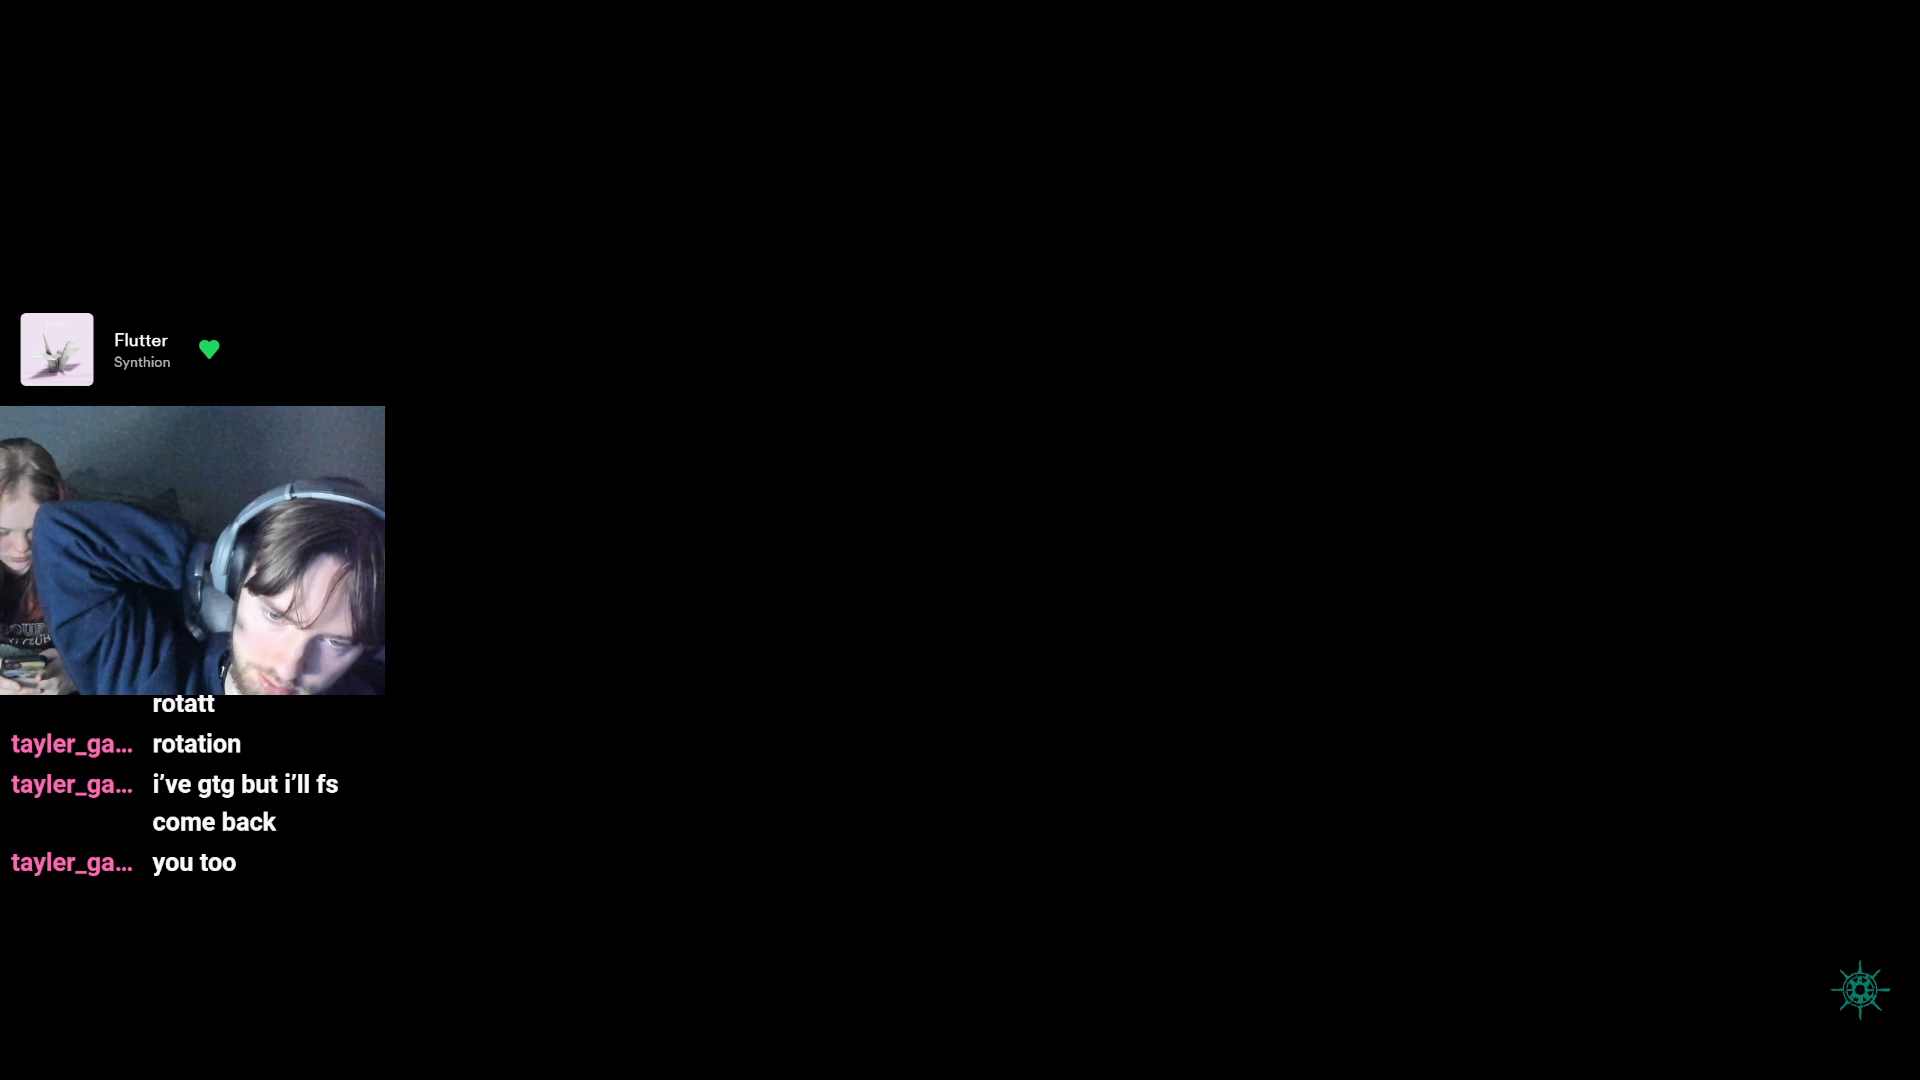 Flutter
Synthion
rotatt
tayler_ga... rotation
tayler_ga... i've gtg but i'll fs
come back
tayler_ga... you too